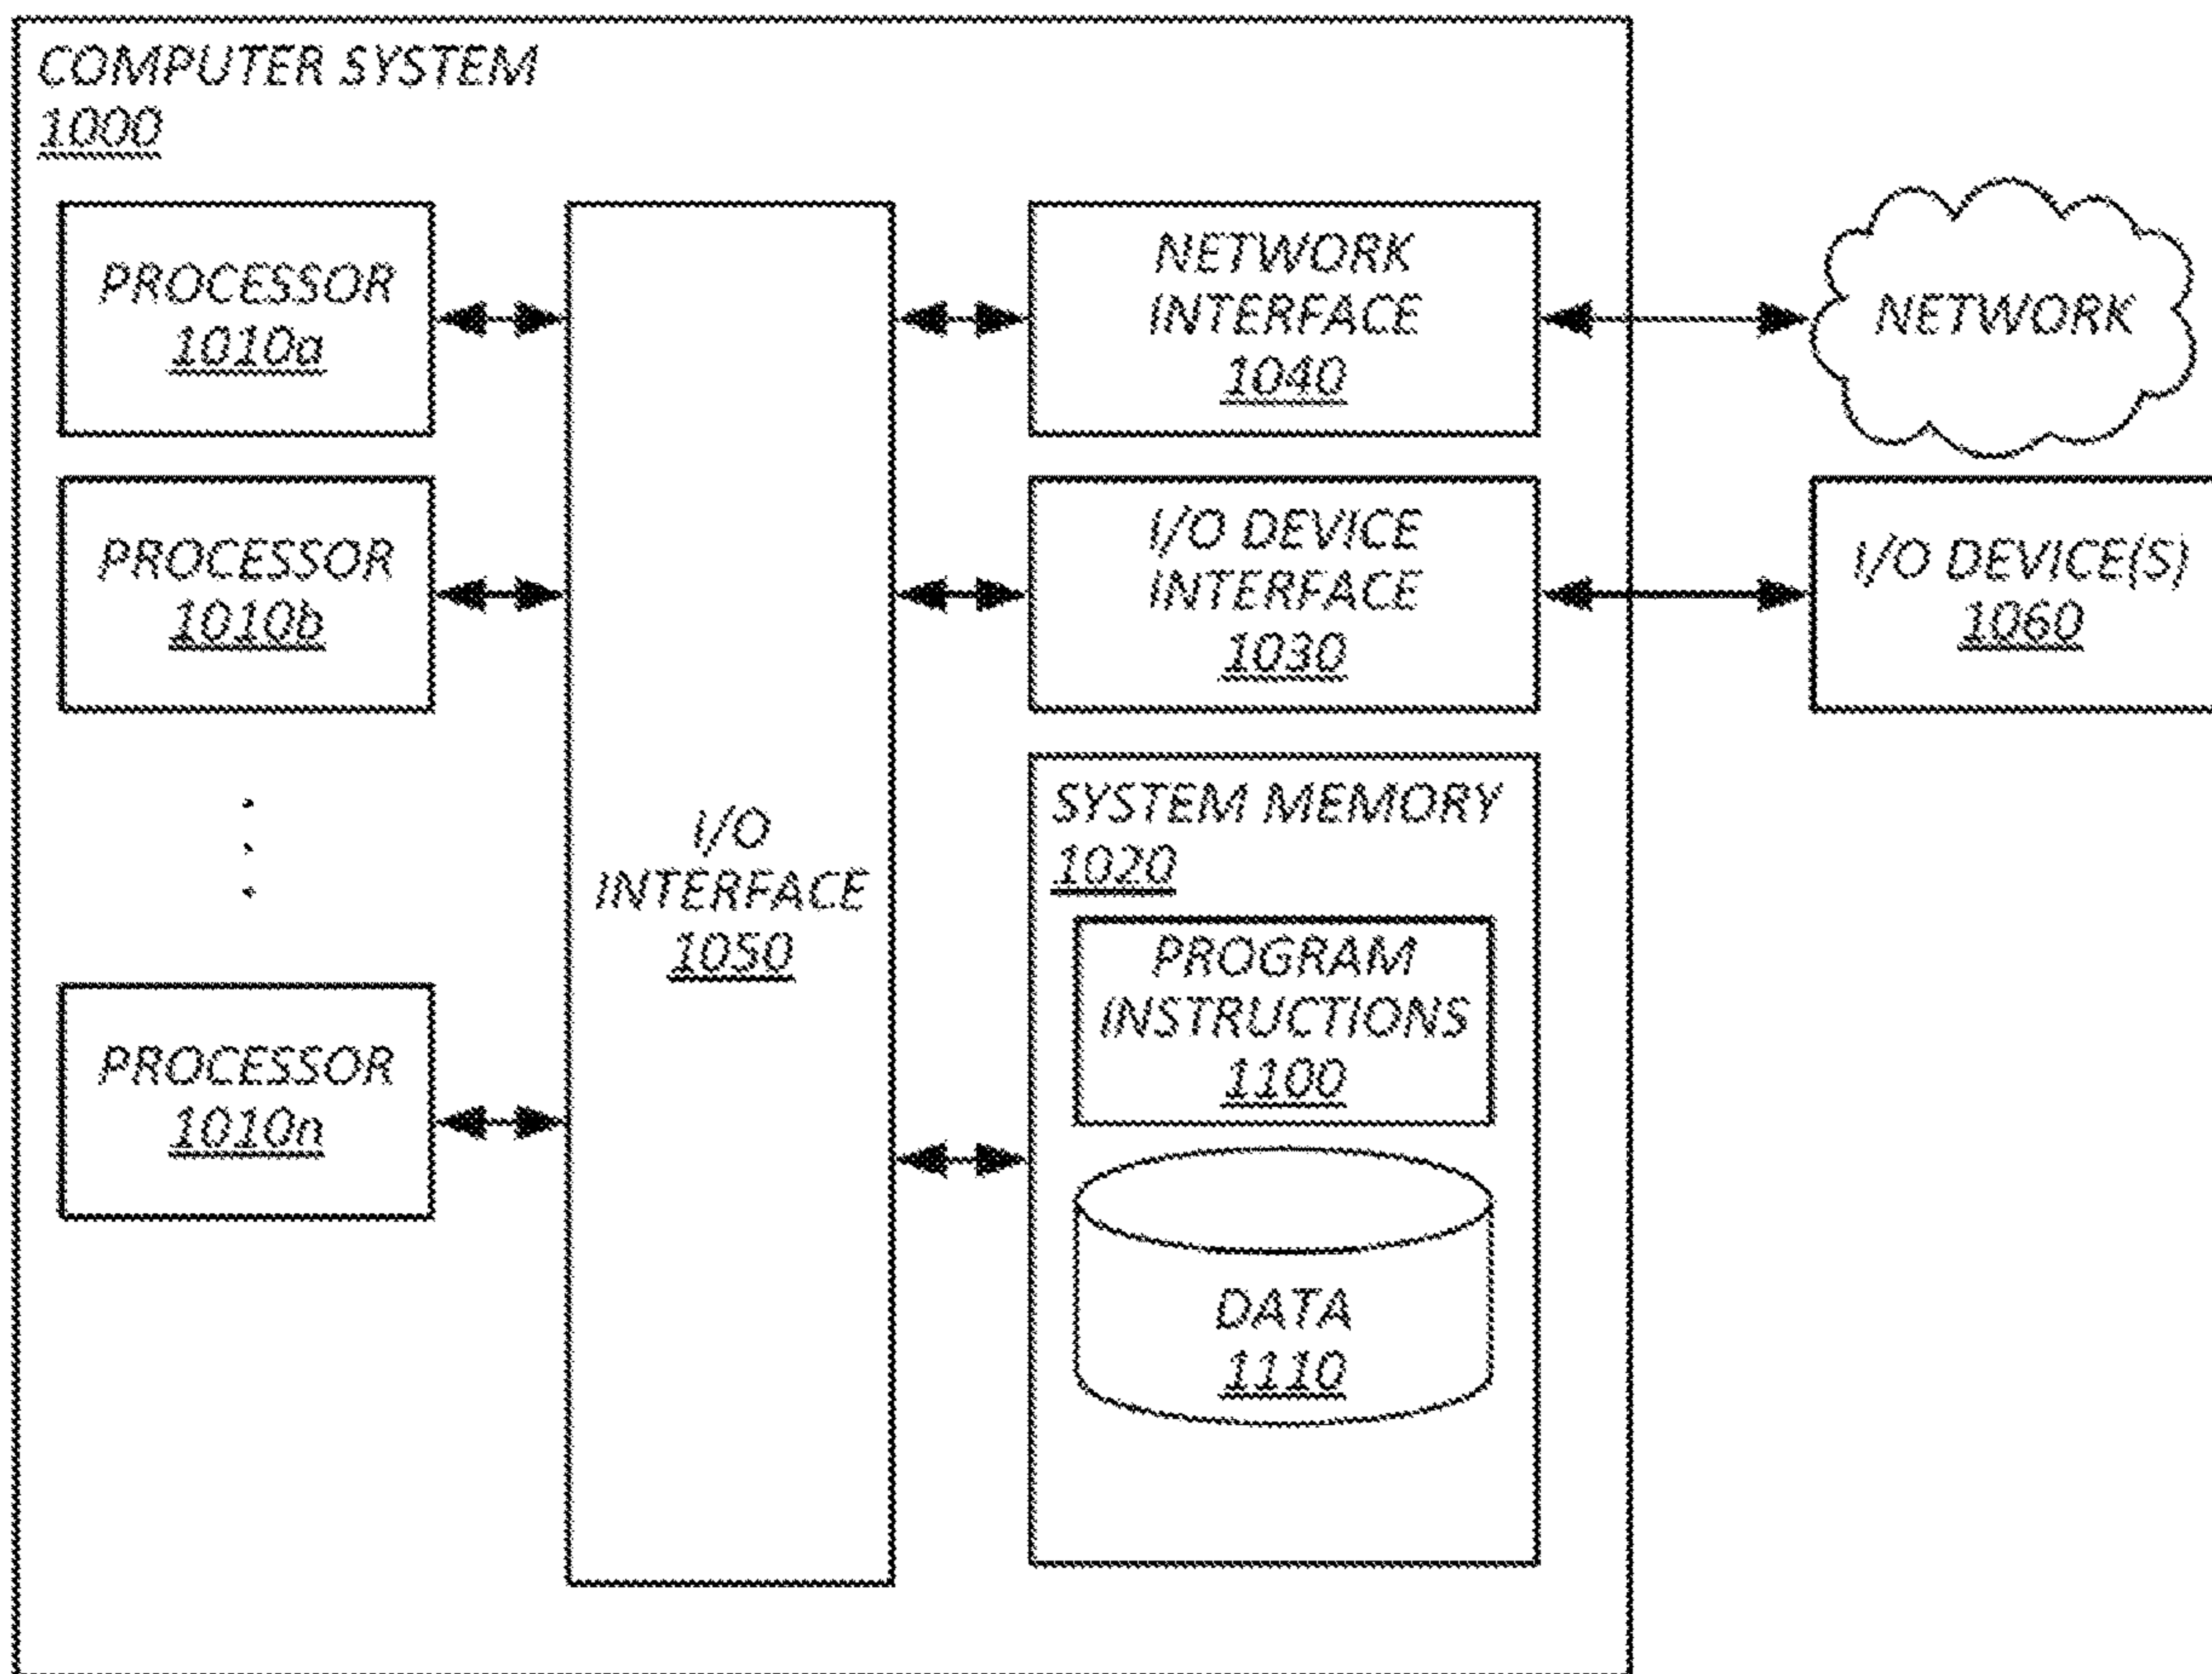 COMPUTER SYSTEM
1000
PROCESSOR
1010a
PROCESSOR
1010b
PROCESSOR
1010n
I/O
INTERFACE
1050
NETWORK
INTERFACE
1040
I/O DEVICE
INTERFACE
1030
SYSTEM MEMORY
1020
PROGRAM
INSTRUCTIONS
1100
DATA
1110
NETWORK
I/O DEVICE(S)
1060